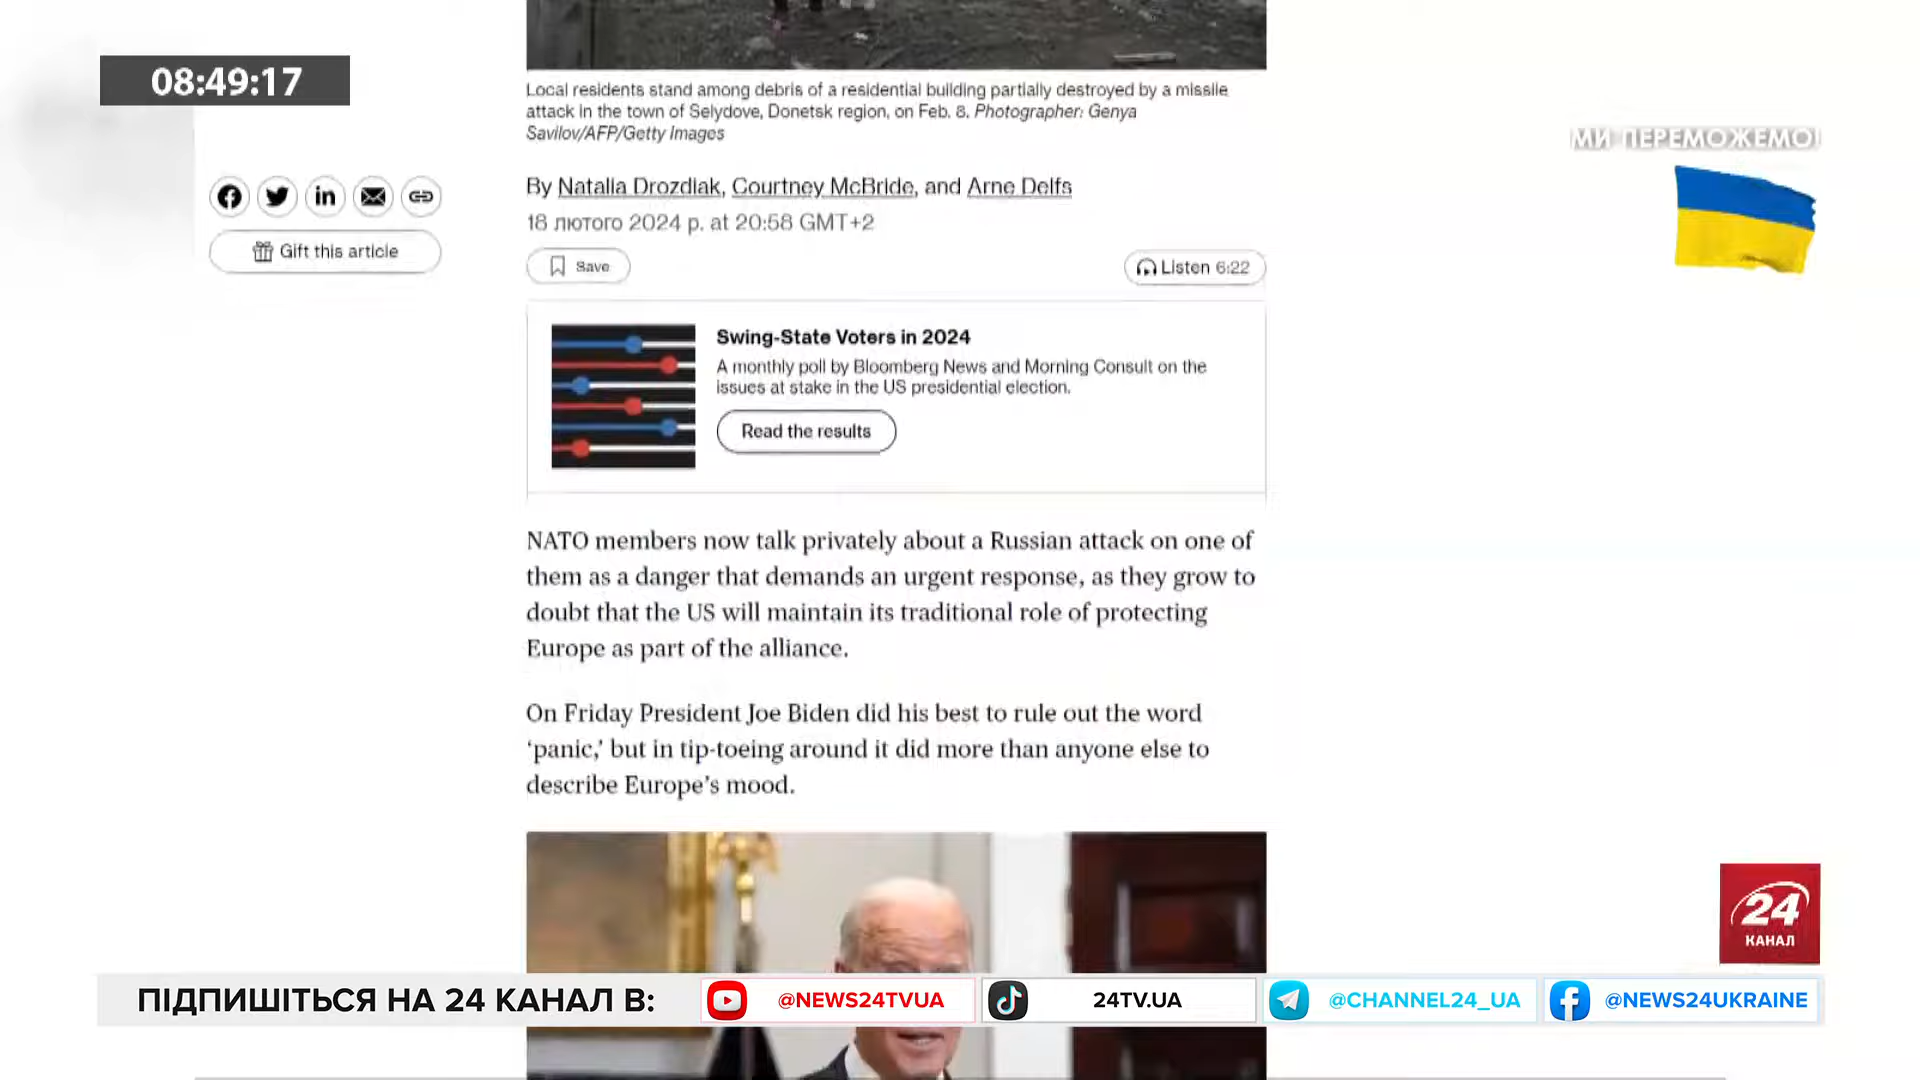 08:49:17
Local residents stand among debris of a residential building partially destroyed by a missile
attack in the town of Selydove, Donetsk region, on Feb. 8. Photographer: Genya
Savilov/AFP/Getty Images
МИ ПЕРЕМОЖЕМО!
By Natalia Drozdiak, Courtney McBride, and Arne Delfs
18 лютого 2024 р. at 20:58 GMT+2
in
Gift this article
Save
Listen 6:22
Swing-State Voters in 2024
A monthly poll by Bloomberg News and Morning Consult on the
issues at stake in the US presidential election.
Read the results
NATO members now talk privately about a Russian attack on one of
them as a danger that demands an urgent response, as they grow to
doubt that the US will maintain its traditional role of protecting
Europe as part of the alliance.
On Friday President Joe Biden did his best to rule out the word
‘panic,’ but in tip-toeing around it did more than anyone else to
describe Europe’s mood.
24
КАНАЛ
ПІДПИШІТЬСЯ НА 24 КАНАЛ В:
@NEWS24TVUA
24TV.UA
@CHANNEL24_UA
@NEWS24UKRAINE